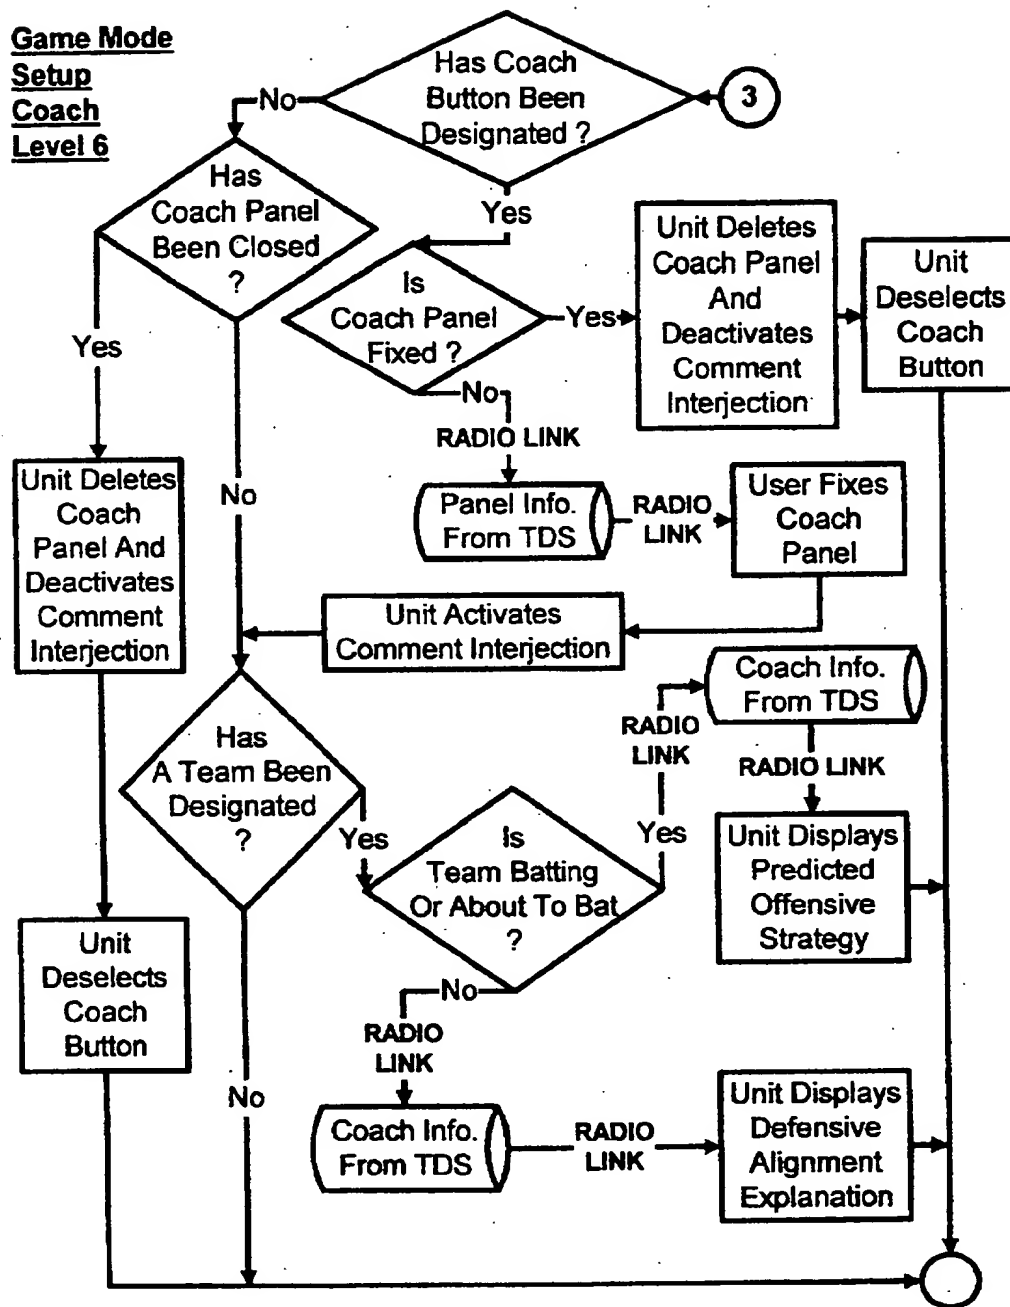 Game Mode
Setup
Coach
Level 6
Has Coach
Button Been
Designated ?
3
No
Yes
Has
Coach Panel
Been Closed
?
Is
Coach Panel
Fixed ?
Yes
Unit Deletes
Coach Panel
And
Deactivates
Comment
Interjection
Unit
Deselects
Coach
Button
Yes
No
No
RADIO LINK
Panel Info.
From TDS
RADIO
LINK
User Fixes
Coach
Panel
Unit Deletes
Coach
Panel And
Deactivates
Comment
Interjection
Unit Activates
Comment Interjection
Coach Info.
From TDS
RADIO
LINK
RADIO LINK
Has
A Team Been
Designated
?
Yes
Is
Team Batting
Or About To Bat
?
Yes
Unit Displays
Predicted
Offensive
Strategy
Unit
Deselects
Coach
Button
No
RADIO
LINK
No
Coach Info.
From TDS
RADIO
LINK
Unit Displays
Defensive
Alignment
Explanation